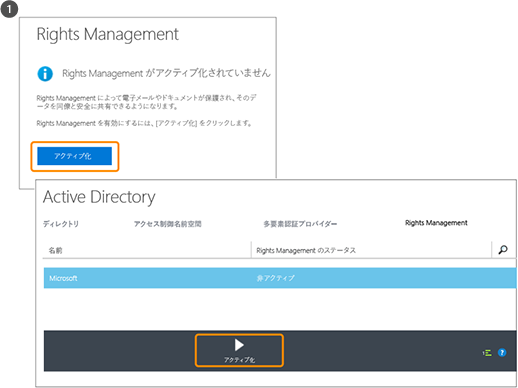 1
Rights Management
Rights Management がアクティブ化されていません
Rights Management によって電子メールやドキュメントが保護され、そのデ
ータを同僚と安全に共有できるようになります。
Rights Management を有効にするには、[アクティブ化] をクリックします。
アクティブ化
Active Directory
ディレクトリ アクセス制御名前空間 多要素認証プロバイダー Rights Management
名前 Rights Management のステータス
Microsoft 非アクティブ
アクティブ化